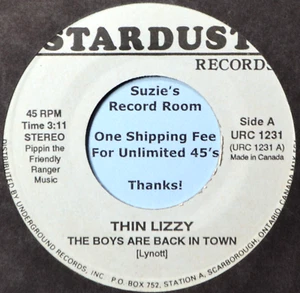 STARDUST
RECORDS
45 RPM
Time 3:11
STEREO
Pippin the
Friendly
Ranger
Music
Suzie's
Record Room
One Shipping Fee
For Unlimited 45's
Thanks!
Side A
URC 1231
(URC 1231 A)
Made in Canada
THIN LIZZY
THE BOYS ARE BACK IN TOWN
[Lynott]
DISTRIBUTED BY UNDERGROUND RECORDS, INC. P.O. BOX 752, STATION A, SCARBOROUGH, ONTARIO, CANADA